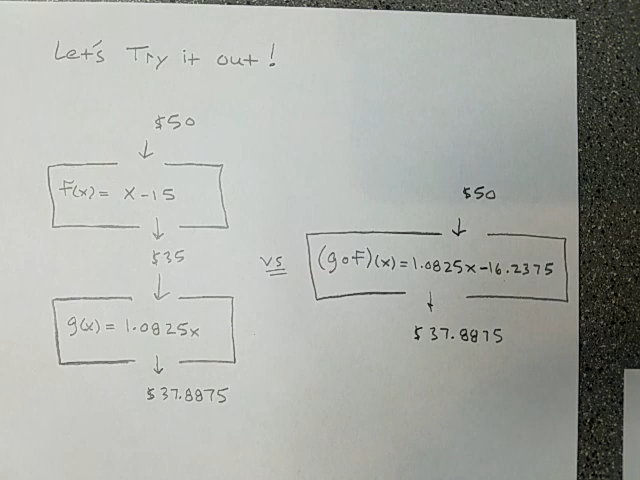 Let's Try it out!
$50
↓
F(x) = x-15
↓
$35
↓
g(x) = 1.0825x
↓
$37.8875
vs
$50
↓
(g∘F)(x)=1.0825x-16.2375
↓
$37.8875